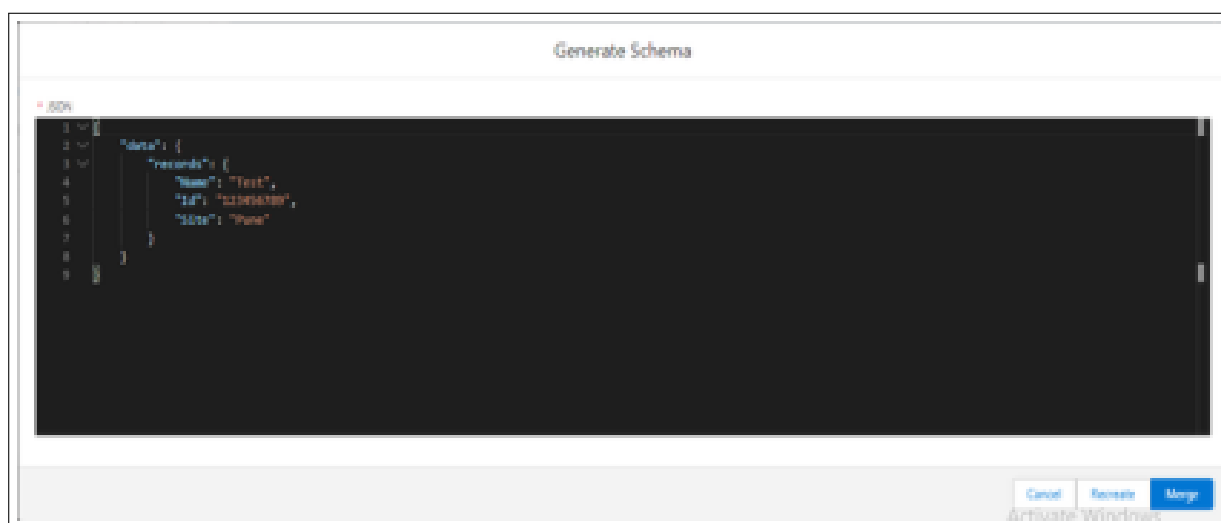 Generate Schema
* JSON
1 {
2 "data": {
3 "records": {
4 "Name": "Test",
5 "Id": "123456789",
6 "Site": "Pune"
7 }
8 }
9 }
Cancel Recreate Merge
Activate Windows